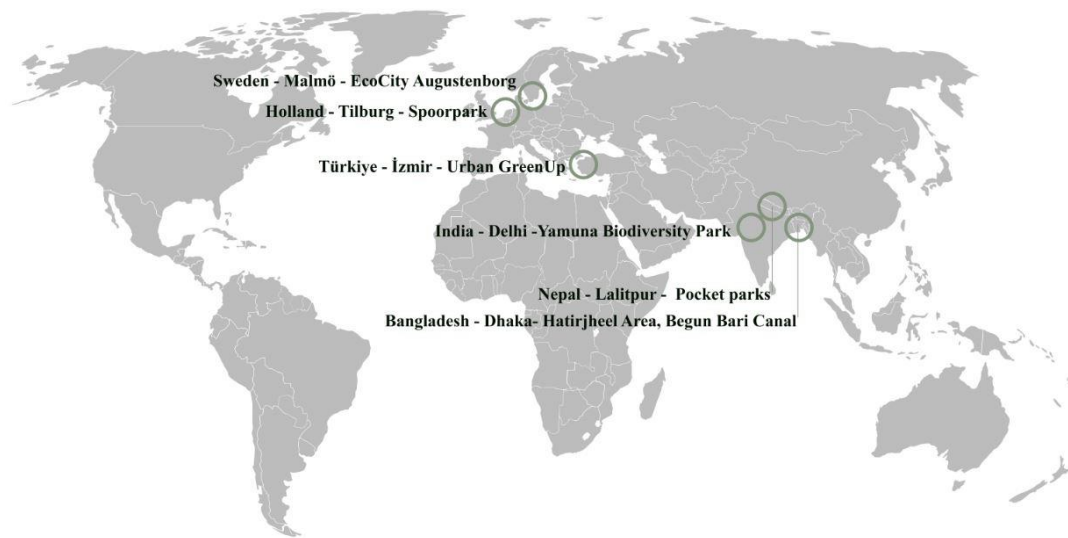 Sweden - Malmö - EcoCity Augustenborg
Holland - Tilburg - Spoorpark
Türkiye - İzmir - Urban GreenUp
India - Delhi -Yamuna Biodiversity Park
Nepal - Lalitpur -  Pocket parks
Bangladesh - Dhaka- Hatirjheel Area, Begun Bari Canal